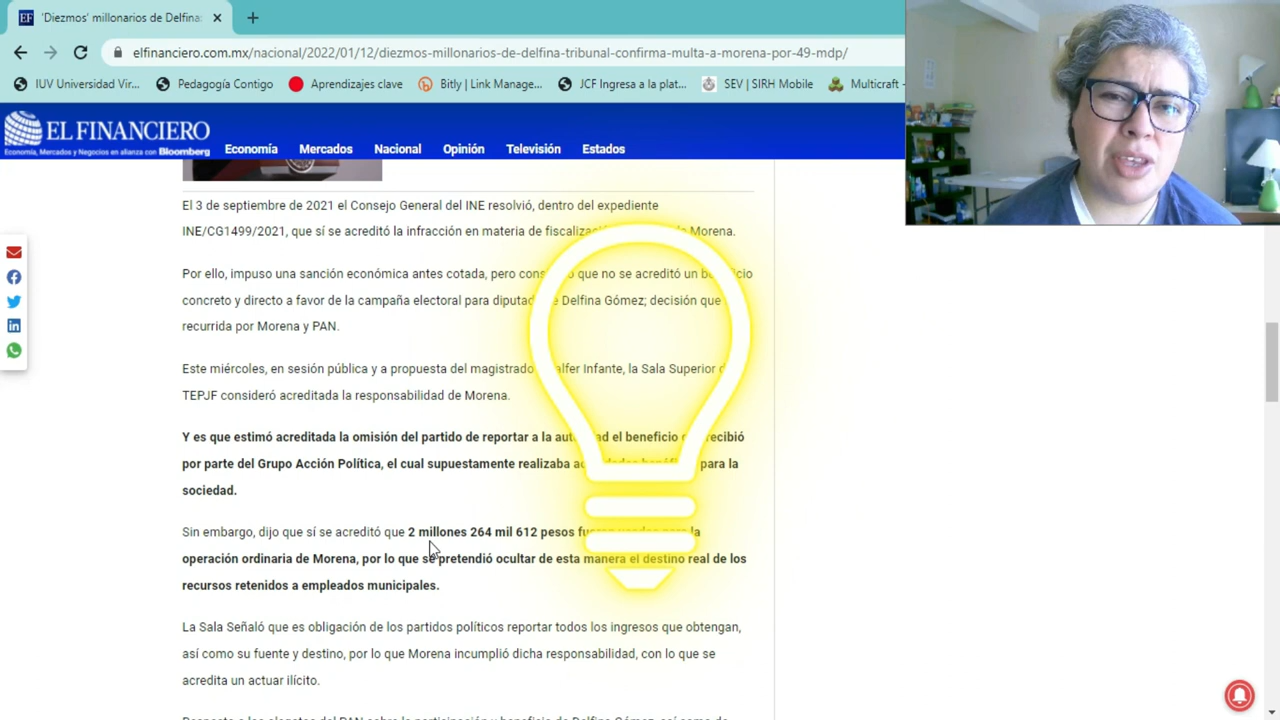 EF 'Diezmos' millonarios de Delfina:
elfinanciero.com.mx/nacional/2022/01/12/diezmos-millonarios-de-delfina-tribunal-confirma-multa-a-morena-por-49-mdp/
IUV Universidad Vir... Pedagogía Contigo Aprendizajes clave Bitly | Link Manage... JCF Ingresa a la plat... SEV | SIRH Mobile Multicraft -
EL FINANCIERO
Economía, Mercados y Negocios en alianza con Bloomberg
Economía Mercados Nacional Opinión Televisión Estados
El 3 de septiembre de 2021 el Consejo General del INE resolvió, dentro del expediente
INE/CG1499/2021, que sí se acreditó la infracción en materia de Morena.
Por ello, impuso una sanción económica antes cotada, pero que no se acreditó un
concreto y directo a favor de la campaña electoral para Delfina Gómez; decisión que
recurrida por Morena y PAN.
Este miércoles, en sesión pública y a propuesta del magistrado Infante, la Sala Superior
TEPJF consideró acreditada la responsabilidad de Morena.
Y es que estimó acreditada la omisión del partido de reportar a la el beneficio recibió
por parte del Grupo Acción Política, el cual supuestamente realizaba para la
sociedad.
Sin embargo, dijo que sí se acreditó que 2 millones 264 mil 612 pesos la
operación ordinaria de Morena, por lo que se pretendió ocultar de esta manera el destino real de los
recursos retenidos a empleados municipales.
La Sala Señaló que es obligación de los partidos políticos reportar todos los ingresos que obtengan,
así como su fuente y destino, por lo que Morena incumplió dicha responsabilidad, con lo que se
acredita un actuar ilícito.